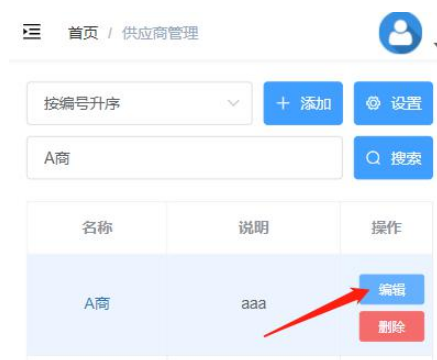 首页 / 供应商管理
按编号升序 + 添加 设置
A商 搜索
名称 说明 操作
编辑
A商 aaa
删除